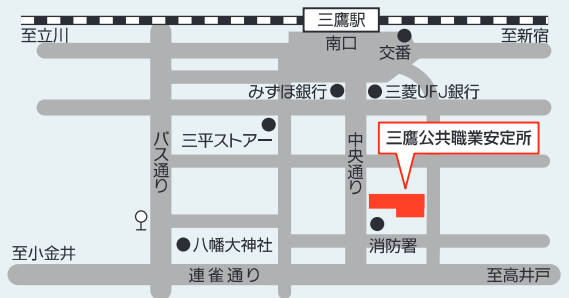 三鷹駅
至立川
南口
交番
至新宿
みずほ銀行
三菱UFJ銀行
三平ストアー
三鷹公共職業安定所
バス通り
中央通り
八幡大神社
消防署
至小金井
連雀通り
至高井戸